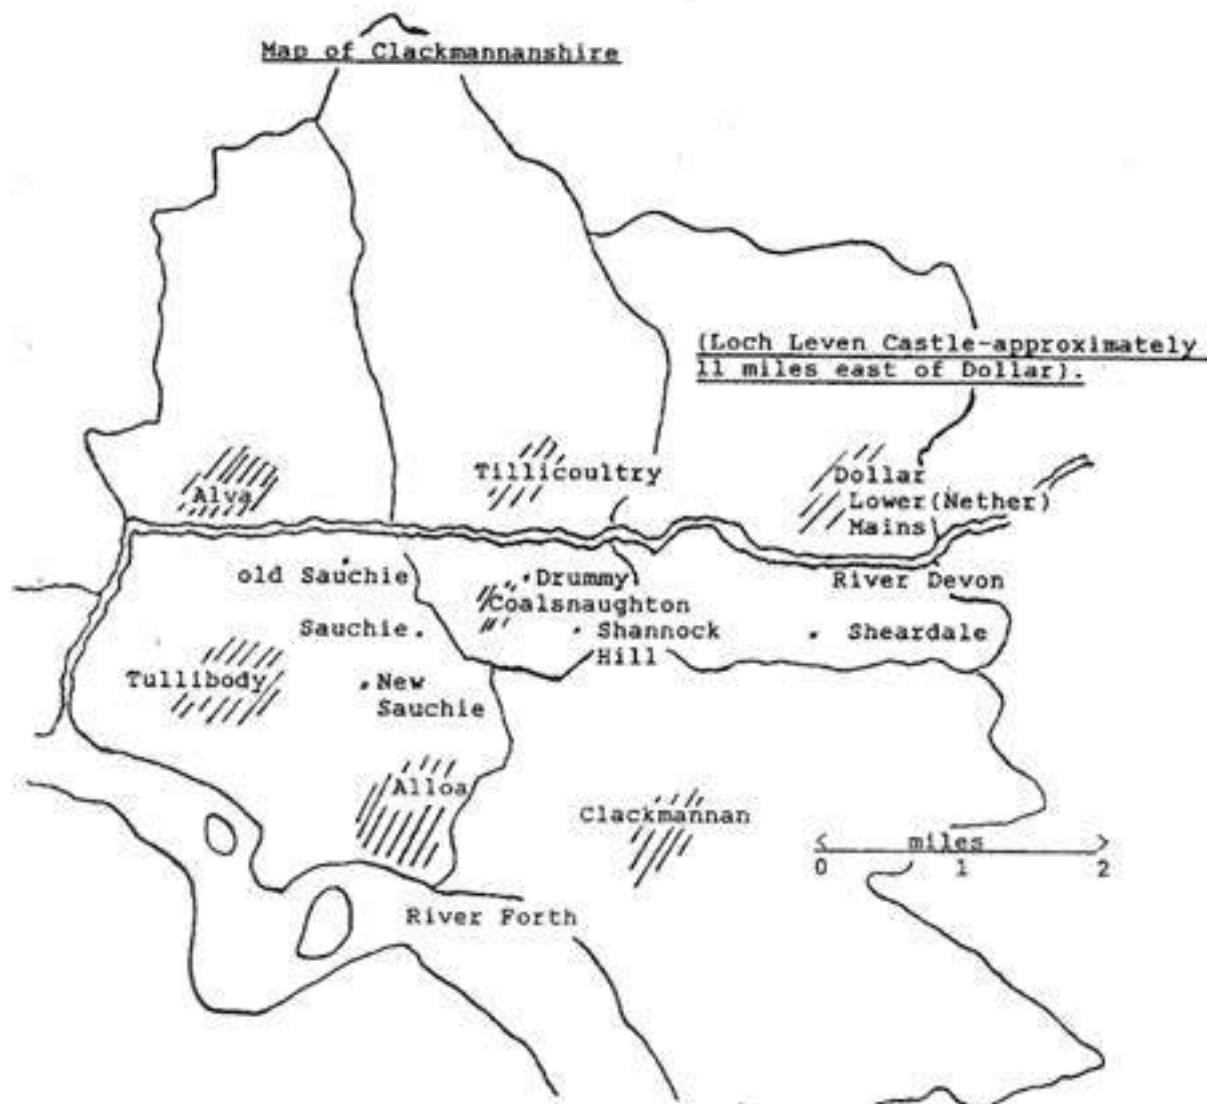 Map of Clackmannanshire
(Loch Leven Castle-approximately
11 miles east of Dollar).
Tillicoultry
Dollar
Alva
Lower(Nether)
Mains
old Sauchie
Drummy
River Devon
Coalsnaughton
Sauchie
Shannock
Hill
Sheardale
Tullibody
New
Sauchie
Alloa
Clackmannan
miles
0 1 2
River Forth